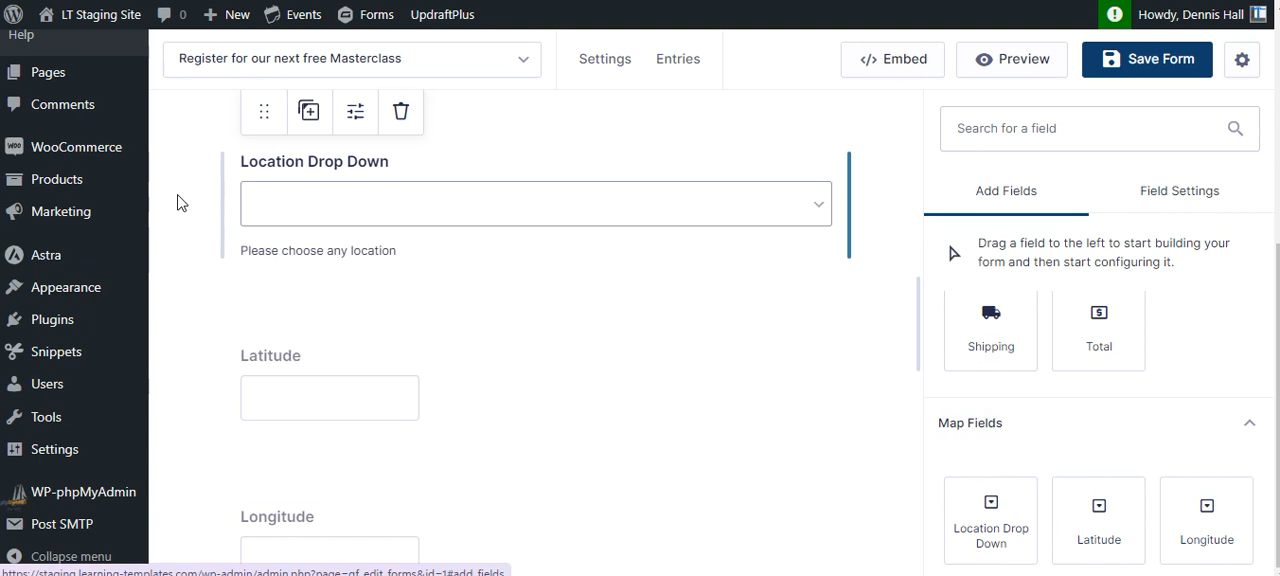 LT Staging Site 0 New Events Forms UpdraftPlus Howdy, Dennis Hall
Help
Pages
Comments
WooCommerce
Products
Marketing
Astra
Appearance
Plugins
Snippets
Users
Tools
Settings
WP-phpMyAdmin
Post SMTP
Collapse menu
Register for our next free Masterclass
Settings Entries
</> Embed Preview Save Form
Location Drop Down
Please choose any location
Latitude
Longitude
Search for a field
Add Fields Field Settings
Drag a field to the left to start building your
form and then start configuring it.
Shipping Total
Map Fields
Location Drop
Down
Latitude Longitude
https://staging.learning-templates.com/wp-admin/admin.php?page=gf_edit_forms&id=1#add_fields